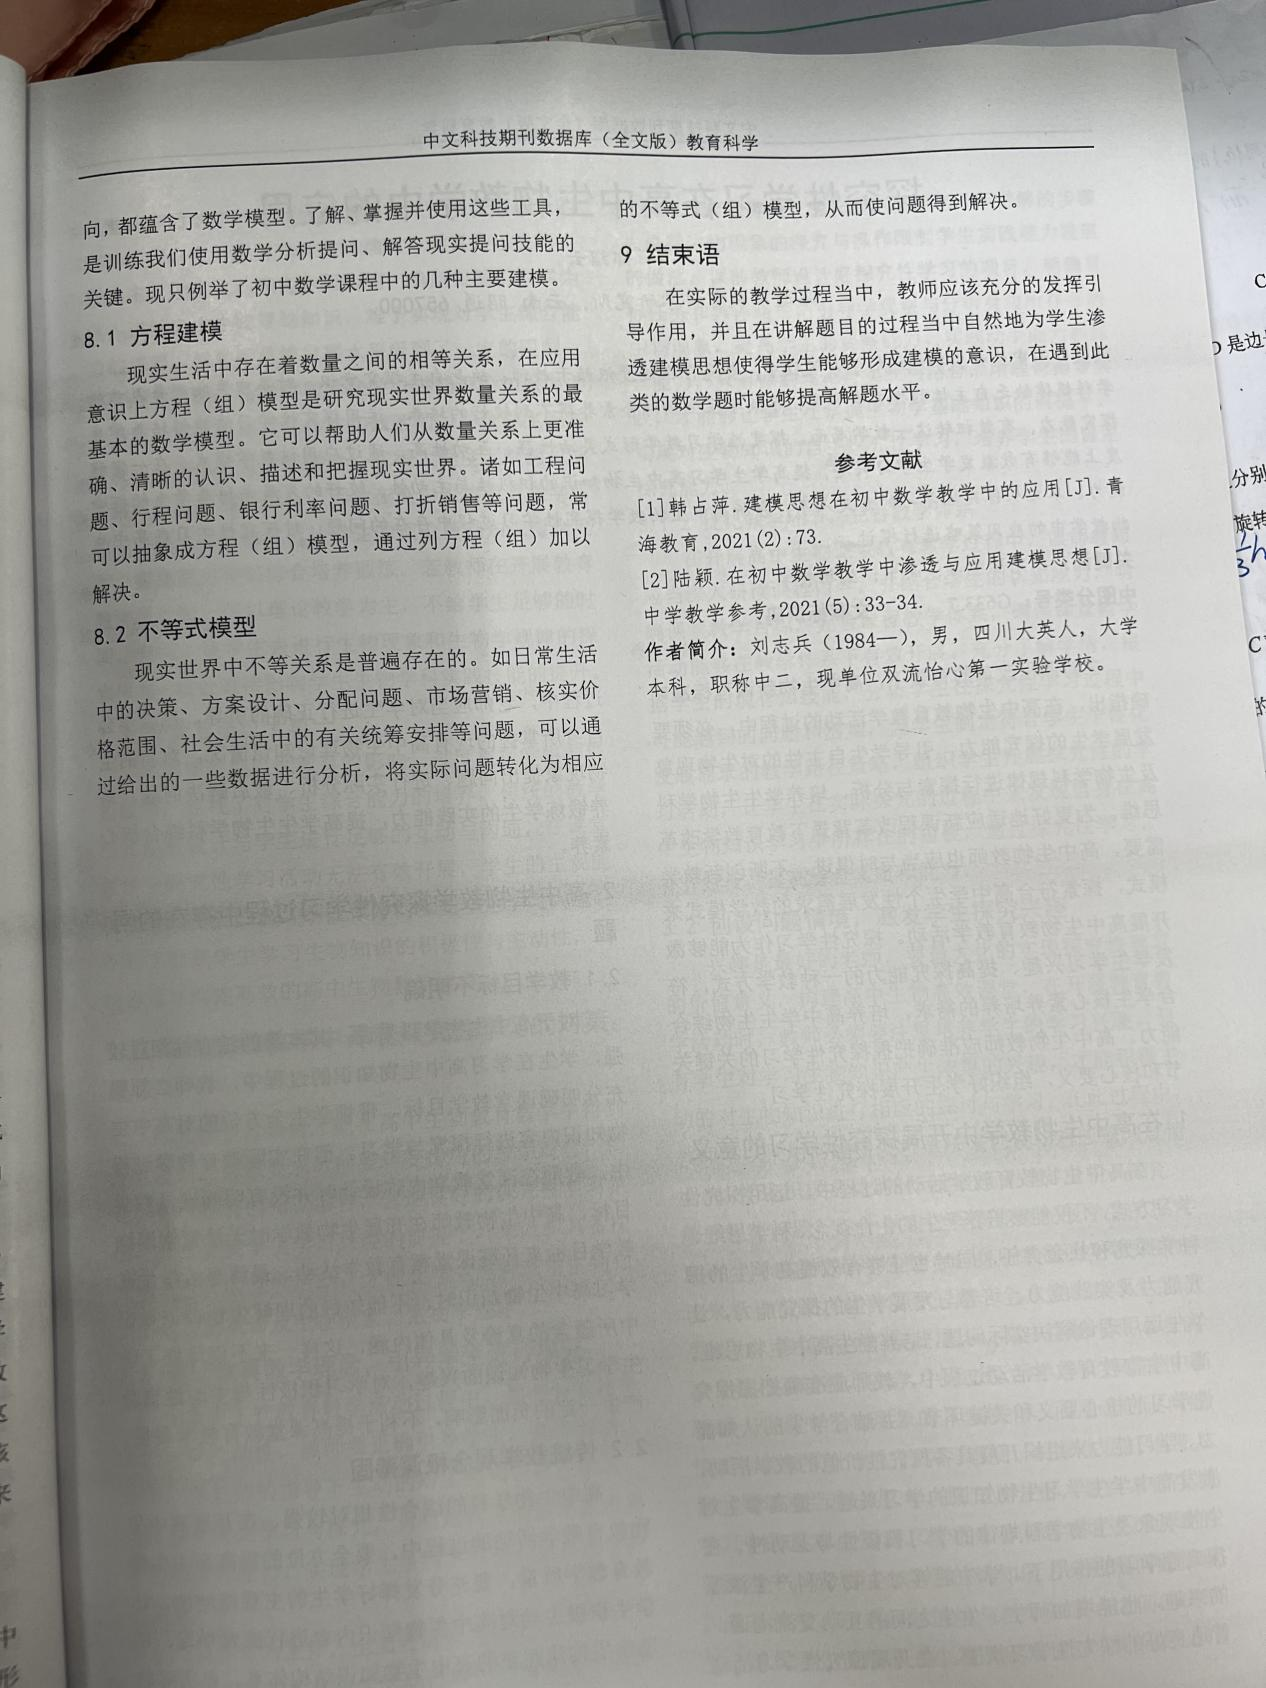 中文科技期刊数据库（全文版）教育科学
向，都蕴含了数学模型。了解、掌握并使用这些工具，
是训练我们使用数学分析提问、解答现实提问技能的
关键。现只例举了初中数学课程中的几种主要建模。
8.1 方程建模
现实生活中存在着数量之间的相等关系，在应用
意识上方程（组）模型是研究现实世界数量关系的最
基本的数学模型。它可以帮助人们从数量关系上更准
确、清晰的认识、描述和把握现实世界。诸如工程问
题、行程问题、银行利率问题、打折销售等问题，常
可以抽象成方程（组）模型，通过列方程（组）加以
解决。
8.2 不等式模型
现实世界中不等关系是普遍存在的。如日常生活
中的决策、方案设计、分配问题、市场营销、核实价
格范围、社会生活中的有关统筹安排等问题，可以通
过给出的一些数据进行分析，将实际问题转化为相应
的不等式（组）模型，从而使问题得到解决。
9 结束语
在实际的教学过程当中，教师应该充分的发挥引
导作用，并且在讲解题目的过程当中自然地为学生渗
透建模思想使得学生能够形成建模的意识，在遇到此
类的数学题时能够提高解题水平。
参考文献
[1]韩占萍.建模思想在初中数学教学中的应用[J].青
海教育,2021(2):73.
[2]陆颖.在初中数学教学中渗透与应用建模思想[J].
中学教学参考,2021(5):33-34.
作者简介：刘志兵（1984—），男，四川大英人，大学
本科，职称中二，现单位双流怡心第一实验学校。
是边
分别
旋转